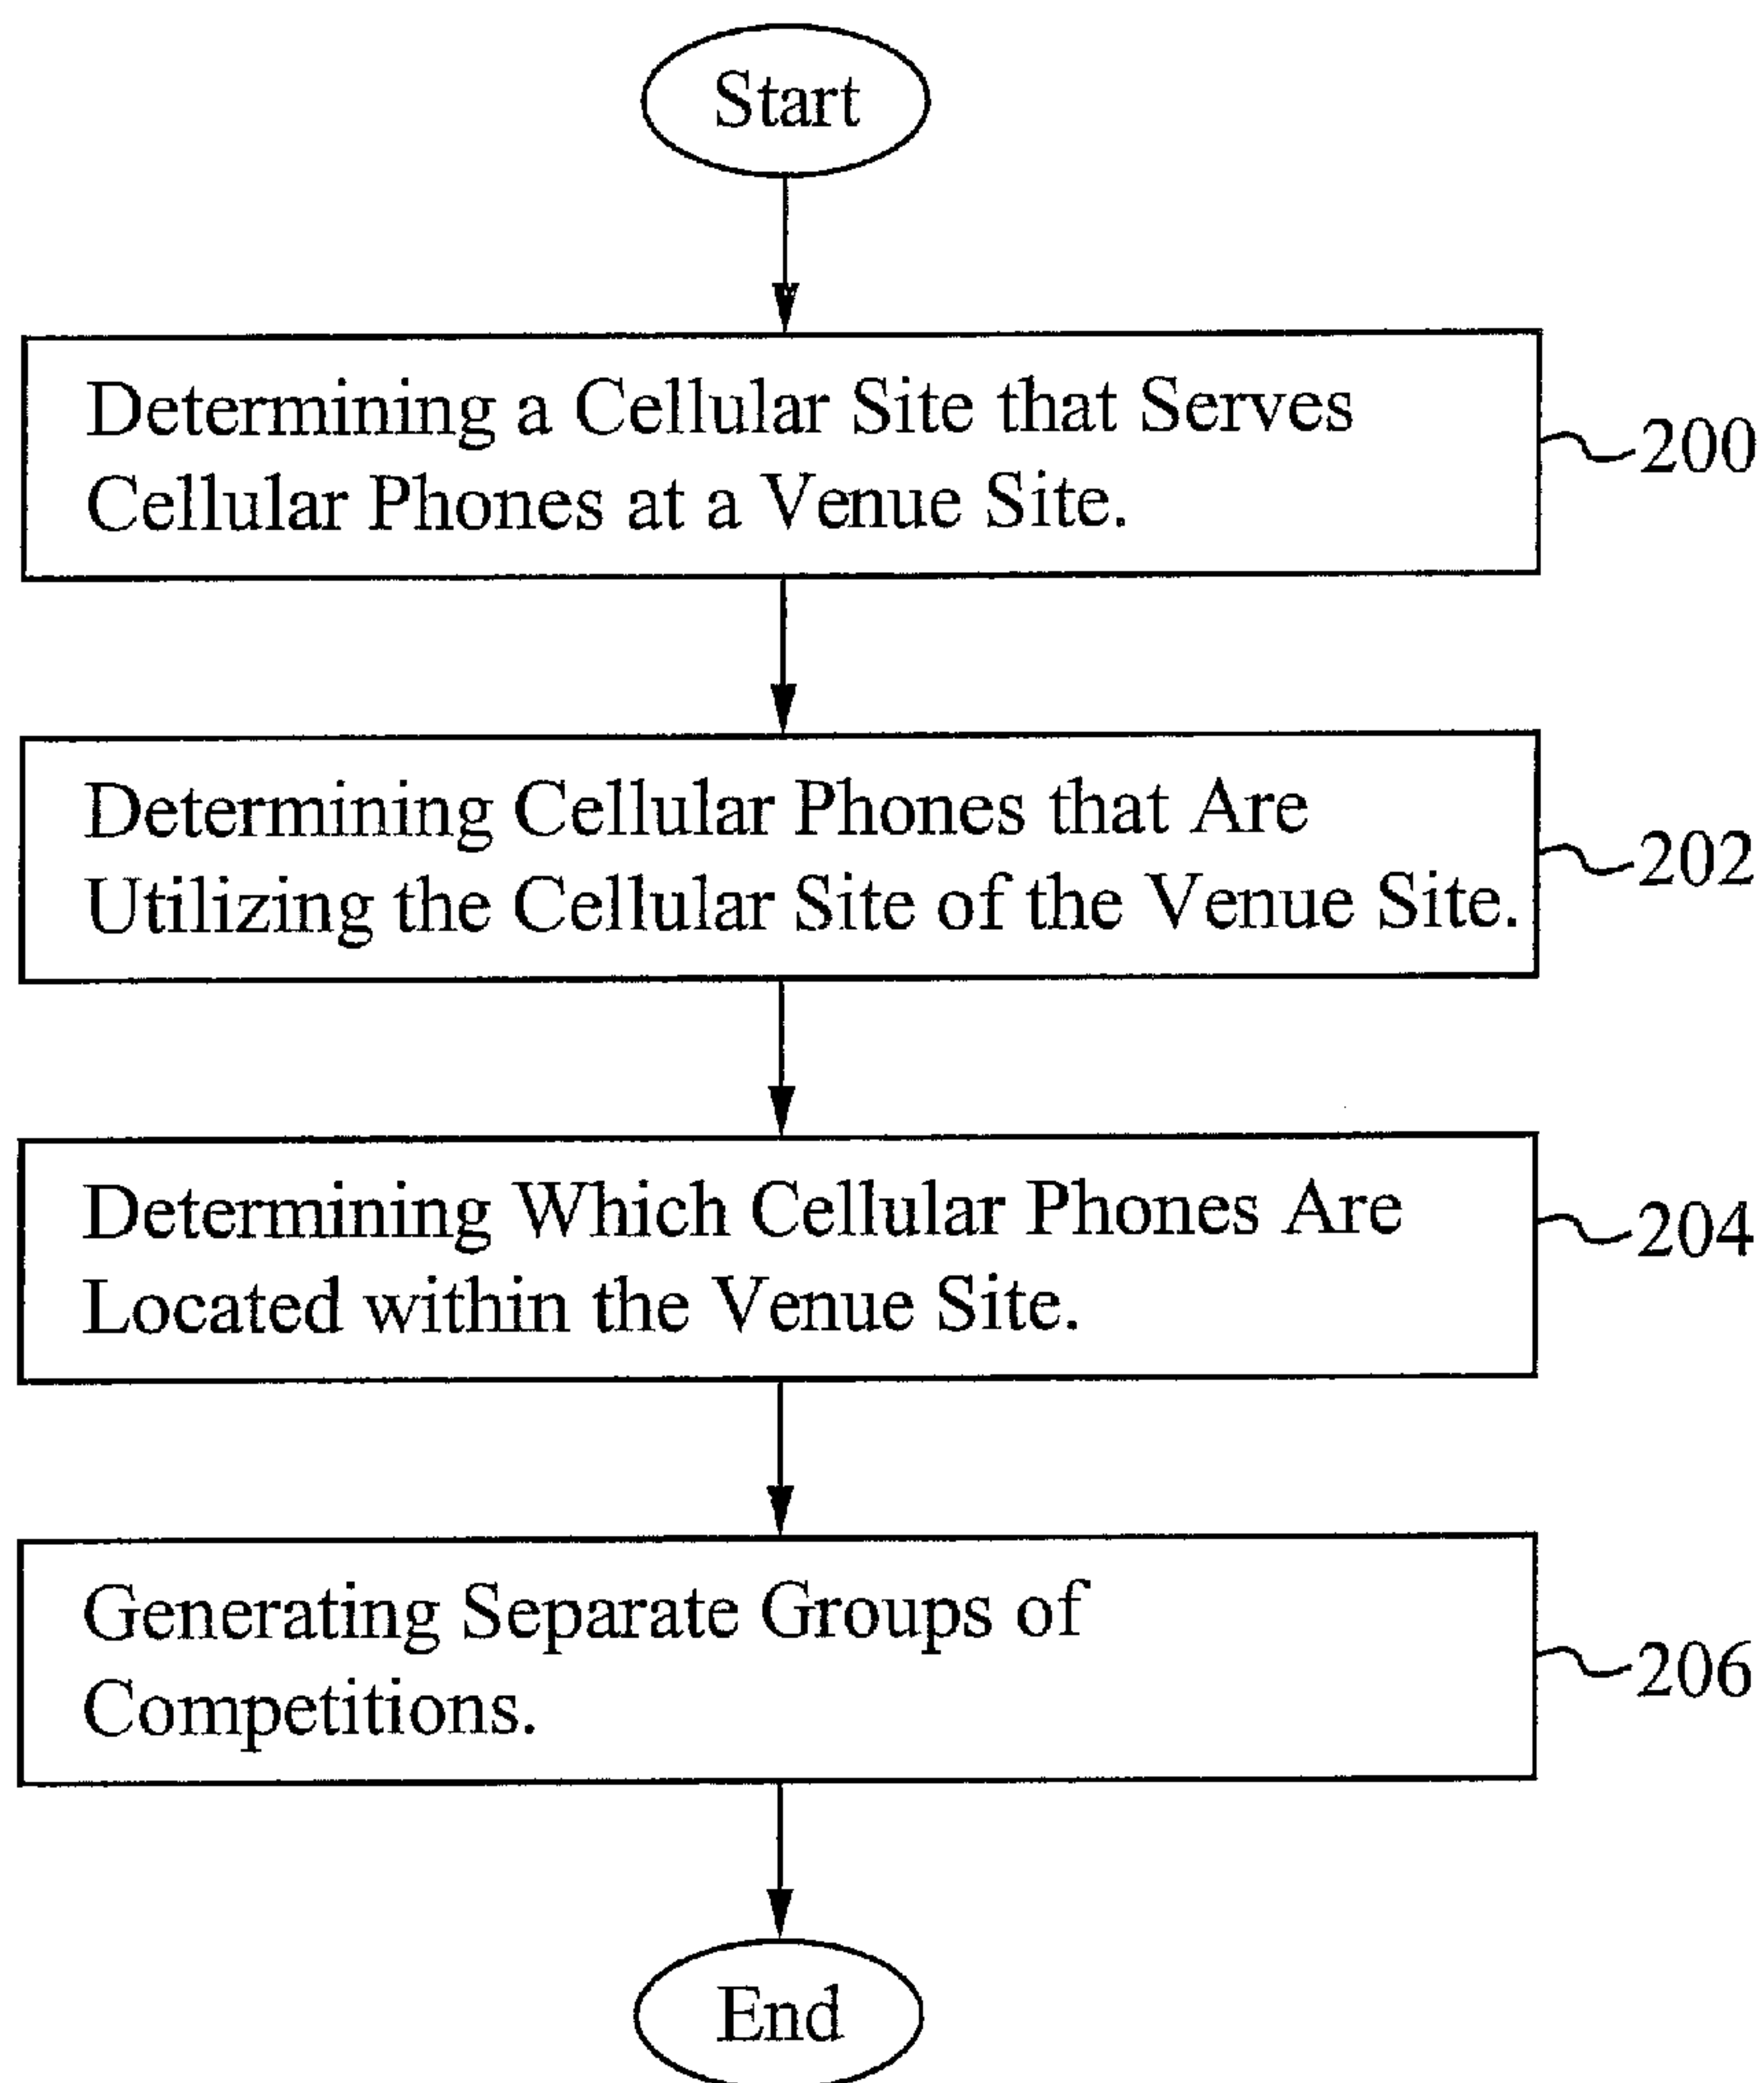 Start
Determining a Cellular Site that Serves
Cellular Phones at a Venue Site.
200
Determining Cellular Phones that Are
Utilizing the Cellular Site of the Venue Site.
202
Determining Which Cellular Phones Are
Located within the Venue Site.
204
Generating Separate Groups of
Competitions.
206
End